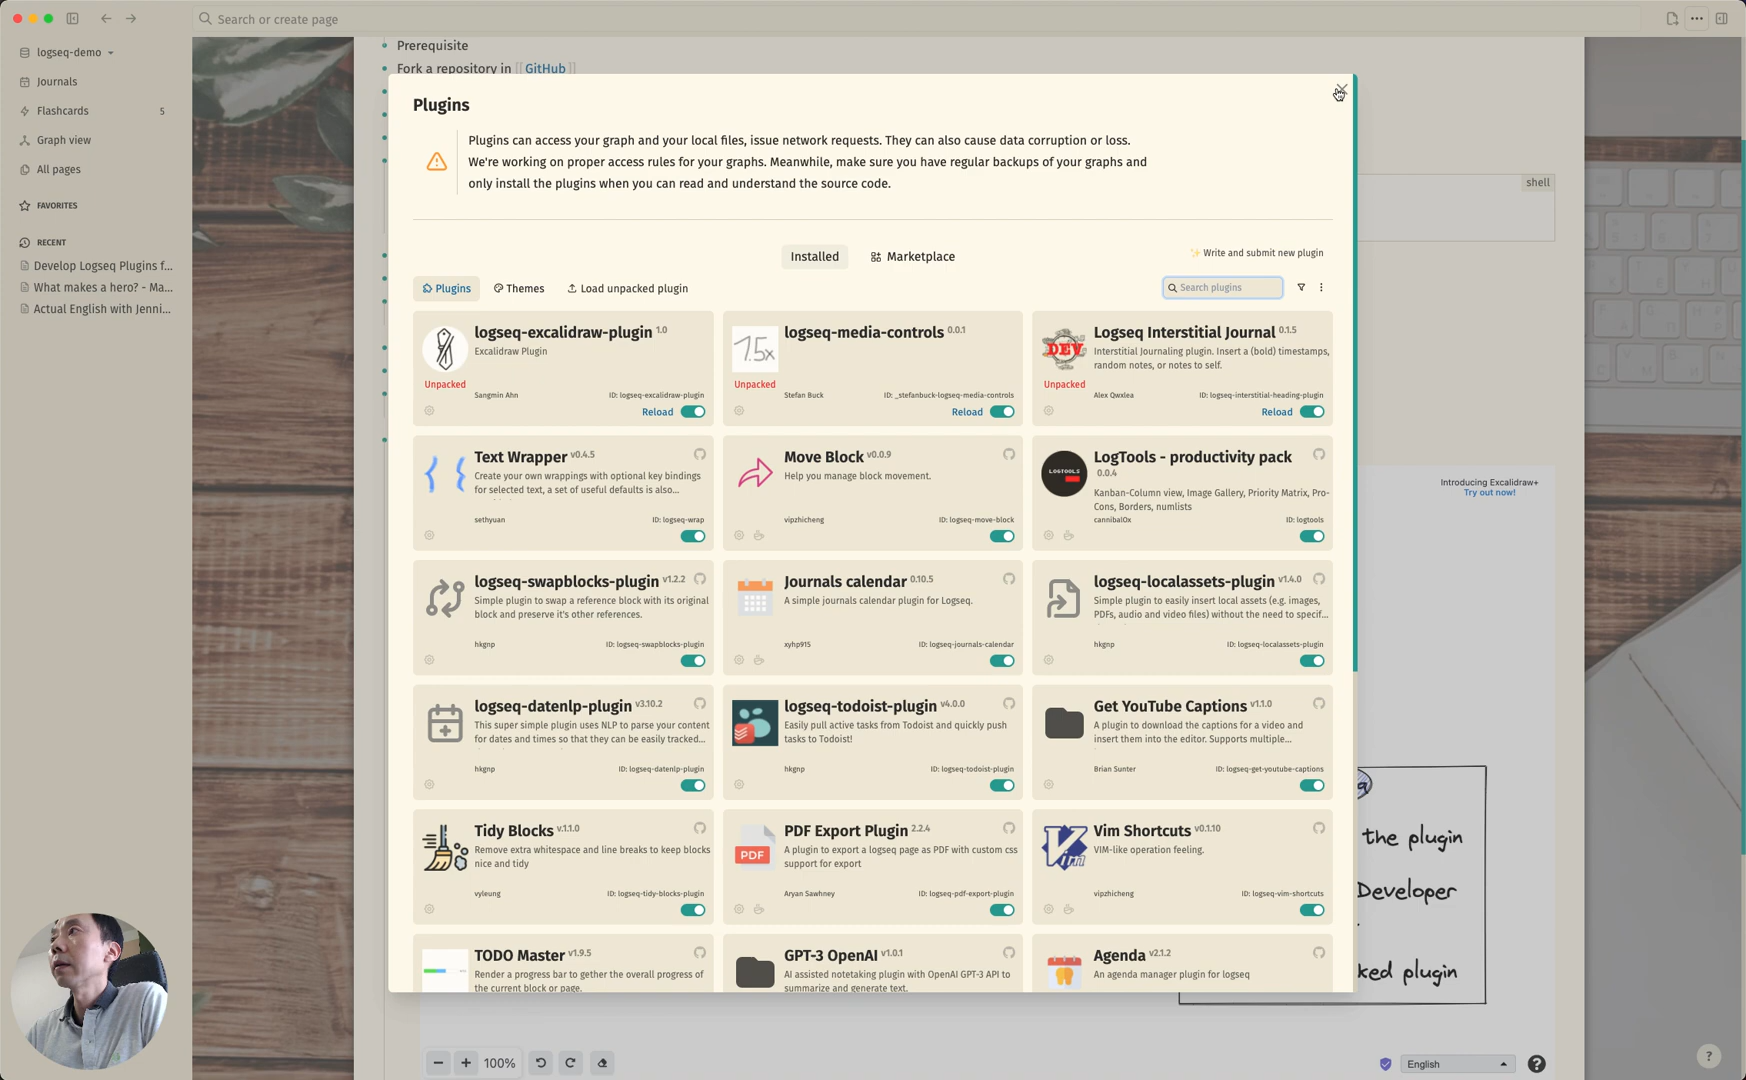 Search or create page
logseq-demo
Journals
Flashcards 5
Graph view
All pages
FAVORITES
RECENT
Develop Logseq Plugins f...
What makes a hero? - Ma...
Actual English with Jenni...
Prerequisite
Fork a repository in [[ GitHub ]]
shell
Plugins
Plugins can access your graph and your local files, issue network requests. They can also cause data corruption or loss.
We're working on proper access rules for your graphs. Meanwhile, make sure you have regular backups of your graphs and
only install the plugins when you can read and understand the source code.
Installed
Marketplace
✨ Write and submit new plugin
Plugins
Themes
Load unpacked plugin
Search plugins
logseq-excalidraw-plugin 1.0
Excalidraw Plugin
Unpacked
Sangmin Ahn
ID: logseq-excalidraw-plugin
Reload
1.5x
logseq-media-controls 0.0.1
Unpacked
Stefan Buck
ID: _stefanbuck-logseq-media-controls
Reload
DEV
Logseq Interstitial Journal 0.1.5
Interstitial Journaling plugin. Insert a (bold) timestamps,
random notes, or notes to self.
Unpacked
Alex Qwxlea
ID: logseq-interstitial-heading-plugin
Reload
Text Wrapper v0.4.5
Create your own wrappings with optional key bindings
for selected text, a set of useful defaults is also...
sethyuan
ID: logseq-wrap
Move Block v0.0.9
Help you manage block movement.
vipzhicheng
ID: logseq-move-block
LOGTOOLS
LogTools - productivity pack
0.0.4
Kanban-Column view, Image Gallery, Priority Matrix, Pro-
Cons, Borders, numlists
cannibalOx
ID: logtools
logseq-swapblocks-plugin v1.2.2
Simple plugin to swap a reference block with its original
block and preserve it's other references.
hkgnp
ID: logseq-swapblocks-plugin
Journals calendar 0.10.5
A simple journals calendar plugin for Logseq.
xyhp915
ID: logseq-journals-calendar
logseq-localassets-plugin v1.4.0
Simple plugin to easily insert local assets (e.g. images,
PDFs, audio and video files) without the need to specif...
hkgnp
ID: logseq-localassets-plugin
logseq-datenlp-plugin v3.10.2
This super simple plugin uses NLP to parse your content
for dates and times so that they can be easily tracked...
hkgnp
ID: logseq-datenlp-plugin
logseq-todoist-plugin v4.0.0
Easily pull active tasks from Todoist and quickly push
tasks to Todoist!
hkgnp
ID: logseq-todoist-plugin
Get YouTube Captions v1.1.0
A plugin to download the captions for a video and
insert them into the editor. Supports multiple...
Brian Sunter
ID: logseq-get-youtube-captions
Tidy Blocks v.1.1.0
Remove extra whitespace and line breaks to keep blocks
nice and tidy
vyleung
ID: logseq-tidy-blocks-plugin
PDF
PDF Export Plugin 2.2.4
A plugin to export a logseq page as PDF with custom css
support for export
Aryan Sawhney
ID: logseq-pdf-export-plugin
Vim
Vim Shortcuts v0.1.10
VIM-like operation feeling.
vipzhicheng
ID: logseq-vim-shortcuts
TODO Master v1.9.5
Render a progress bar to gether the overall progress of
the current block or page.
GPT-3 OpenAI v1.0.1
AI assisted notetaking plugin with OpenAI GPT-3 API to
summarize and generate text.
Agenda v2.1.2
An agenda manager plugin for logseq
Introducing Excalidraw+
Try out now!
the plugin
Developer
ked plugin
100%
English
?
?